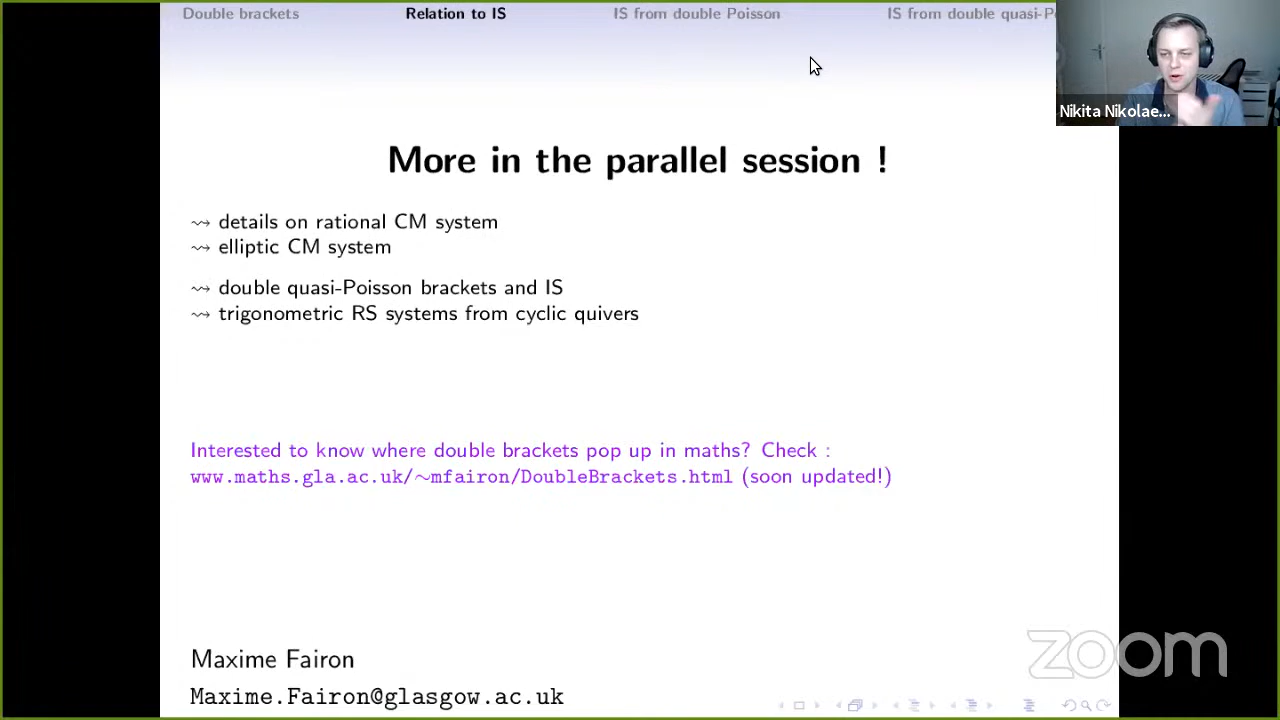 Double brackets Relation to IS IS from double Poisson IS from double quasi-P
Nikita Nikolae...
More in the parallel session !
⇝ details on rational CM system
⇝ elliptic CM system
⇝ double quasi-Poisson brackets and IS
⇝ trigonometric RS systems from cyclic quivers
Interested to know where double brackets pop up in maths? Check :
www.maths.gla.ac.uk/~mfairon/DoubleBrackets.html (soon updated!)
zoom
Maxime Fairon
Maxime.Fairon@glasgow.ac.uk